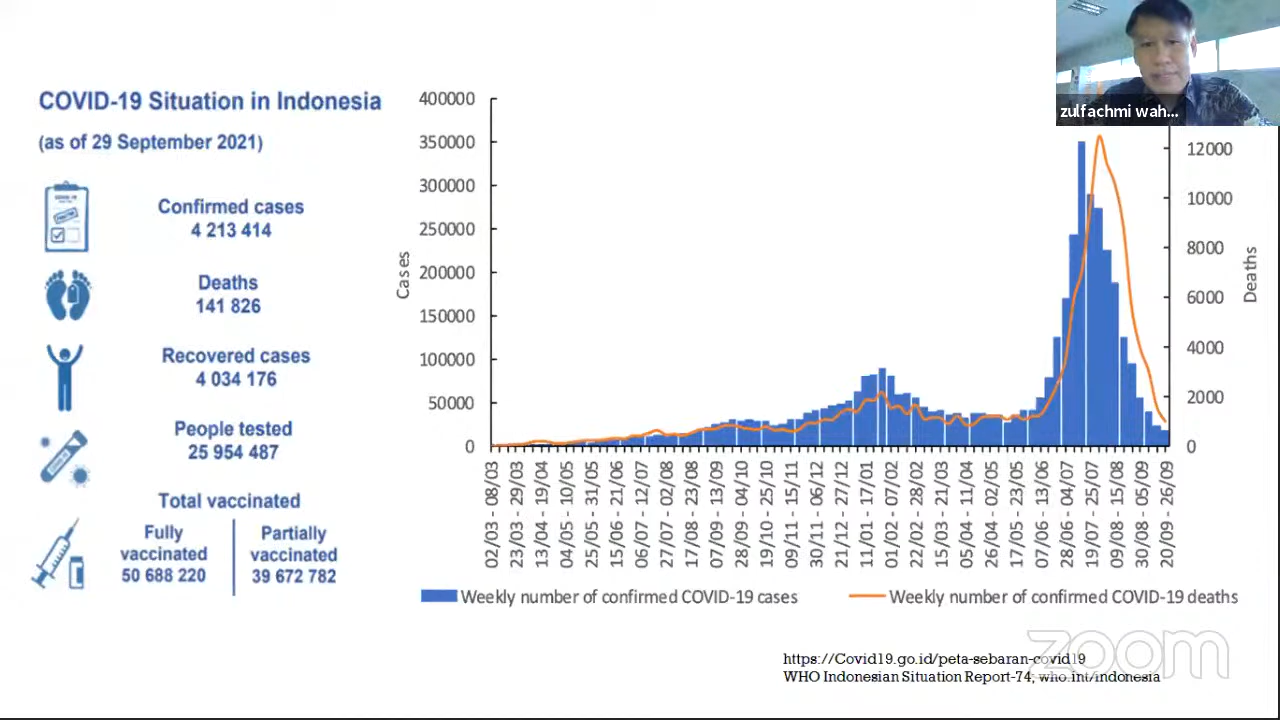 COVID-19 Situation in Indonesia
(as of 29 September 2021)
Confirmed cases
4 213 414
Deaths
141 826
Recovered cases
4 034 176
People tested
25 954 487
Total vaccinated
Fully
vaccinated
50 688 220
Partially
vaccinated
39 672 782
400000
350000
300000
250000
200000
150000
100000
50000
0
Cases
12000
10000
8000
6000
4000
2000
0
Deaths
02/03 - 08/03
23/03 - 29/03
13/04 - 19/04
04/05 - 10/05
25/05 - 31/05
15/06 - 21/06
06/07 - 12/07
27/07 - 02/08
17/08 - 23/08
07/09 - 13/09
28/09 - 04/10
19/10 - 25/10
09/11 - 15/11
30/11 - 06/12
21/12 - 27/12
11/01 - 17/01
01/02 - 07/02
22/02 - 28/02
15/03 - 21/03
05/04 - 11/04
26/04 - 02/05
17/05 - 23/05
07/06 - 13/06
28/06 - 04/07
19/07 - 25/07
09/08 - 15/08
30/08 - 05/09
20/09 - 26/09
Weekly number of confirmed COVID-19 cases
Weekly number of confirmed COVID-19 deaths
https://Covid19.go.id/peta-sebaran-covid19
WHO Indonesian Situation Report-74; who.int/indonesia
zulfachmi wah...
zoom